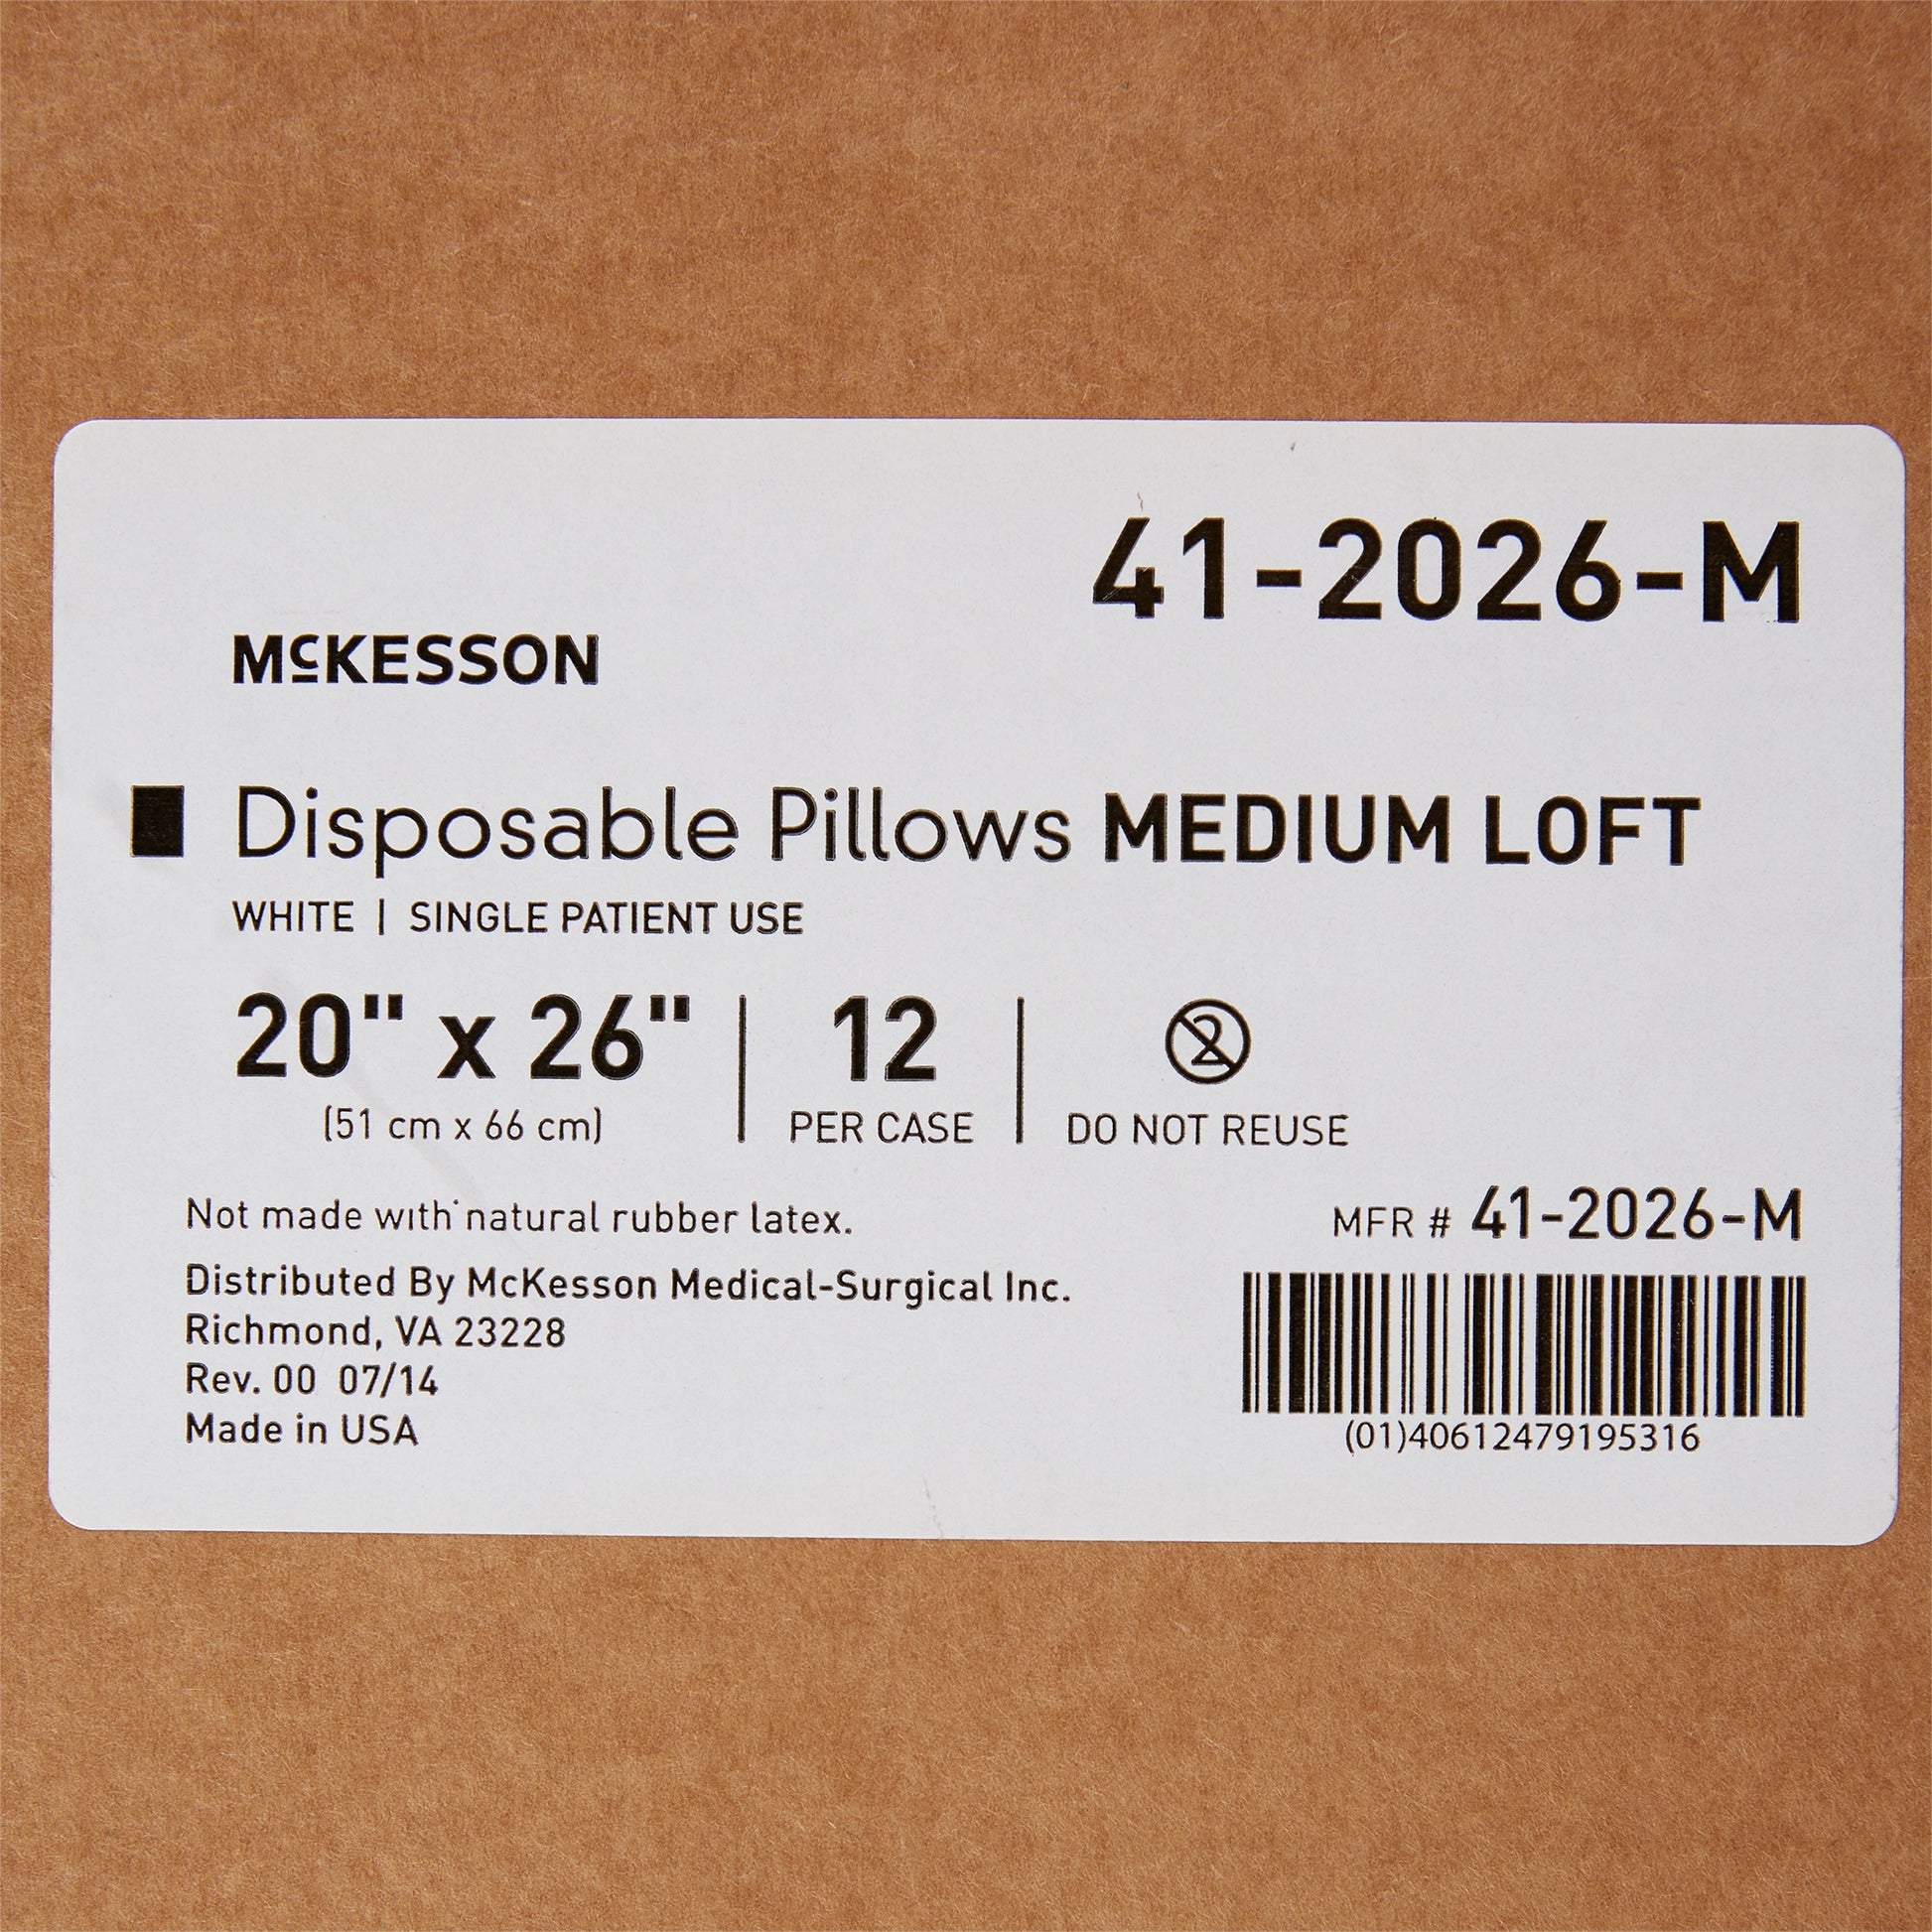 41-2026-M
McKESSON
Disposable Pillows MEDIUM LOFT
WHITE | SINGLE PATIENT USE
20" x 26" | 12 | 2
(51 cm x 66 cm) PER CASE DO NOT REUSE
Not made with natural rubber latex.
MFR # 41-2026-M
Distributed By McKesson Medical-Surgical Inc.
Richmond, VA 23228
Rev. 00 07/14
Made in USA
(01)40612479195316